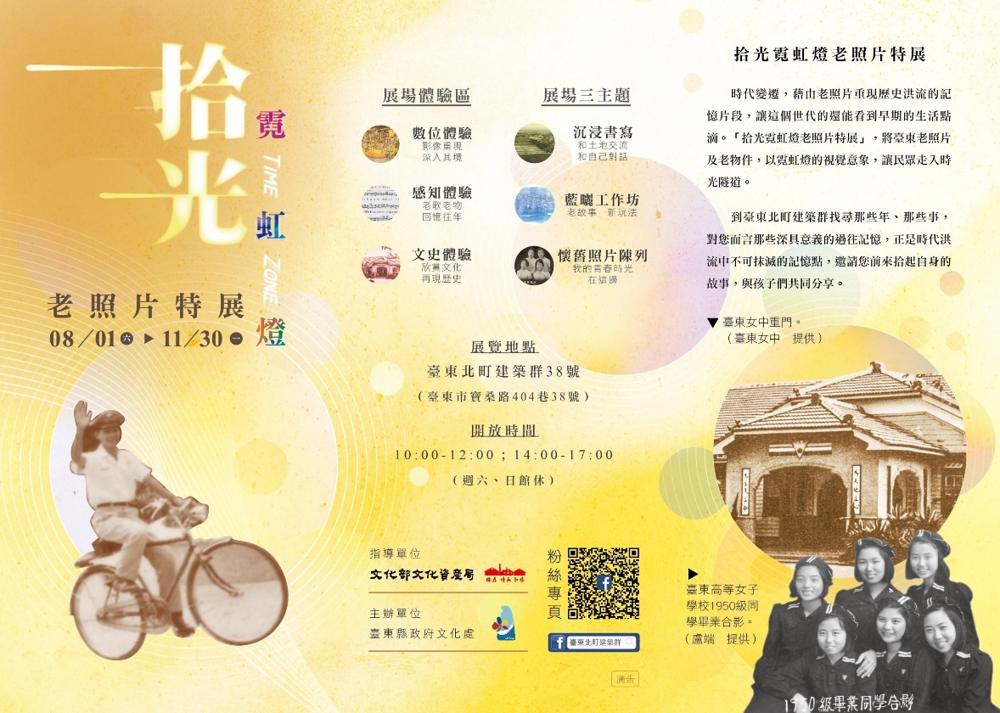 拾光
霓虹燈
TIME ZONE
老照片特展
08/01㊅▶11/30㊀
展場體驗區
數位體驗
影像重現
深入其境
感知體驗
老歌老物
回憶往年
文史體驗
欣賞文化
再現歷史
展場三主題
沉浸書寫
和土地交流
和自己對話
藍曬工作坊
老故事 新玩法
懷舊照片陳列
我的青春時光
在這邊
展覽地點
臺東北町建築群38號
(臺東市寶桑路404巷38號)
開放時間
10:00-12:00;14:00-17:00
(週六、日館休)
指導單位
文化部文化資產局
主辦單位
臺東縣政府文化處
粉絲專頁
臺東北町建築群
廣告
拾光霓虹燈老照片特展
時代變遷,藉由老照片重現歷史洪流的記
憶片段,讓這個世代的還能看到早期的生活點
滴。「拾光霓虹燈老照片特展」,將臺東老照片
及老物件,以霓虹燈的視覺意象,讓民眾走入時
光隧道。
到臺東北町建築群找尋那些年、那些事,
對您而言那些深具意義的過往記憶,正是時代洪
流中不可抹滅的記憶點,邀請您前來拾起自身的
故事,與孩子們共同分享。
▼臺東女中重門。
(臺東女中 提供)
▶
臺東高等女子
學校1950級同
學畢業合影。
(盧端 提供)
1950級畢業同學合影